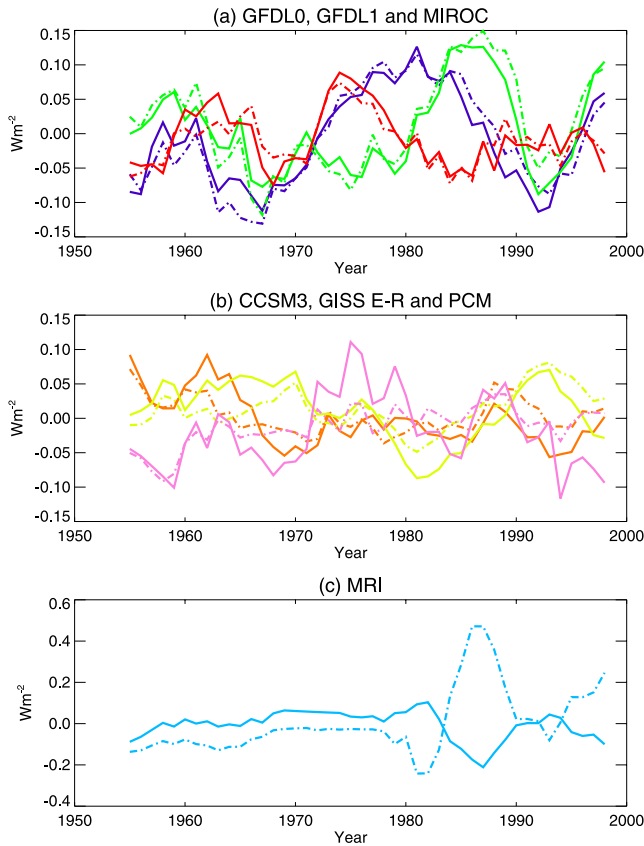 (a) GFDL0, GFDL1 and MIROC
0.15
0.10
0.05
0.00
-0.05
-0.10
-0.15
Wm⁻²
1950 1960 1970 1980 1990 2000
Year
(b) CCSM3, GISS E-R and PCM
0.15
0.10
0.05
0.00
-0.05
-0.10
-0.15
Wm⁻²
1950 1960 1970 1980 1990 2000
Year
(c) MRI
0.6
0.4
0.2
0.0
-0.2
-0.4
Wm⁻²
1950 1960 1970 1980 1990 2000
Year